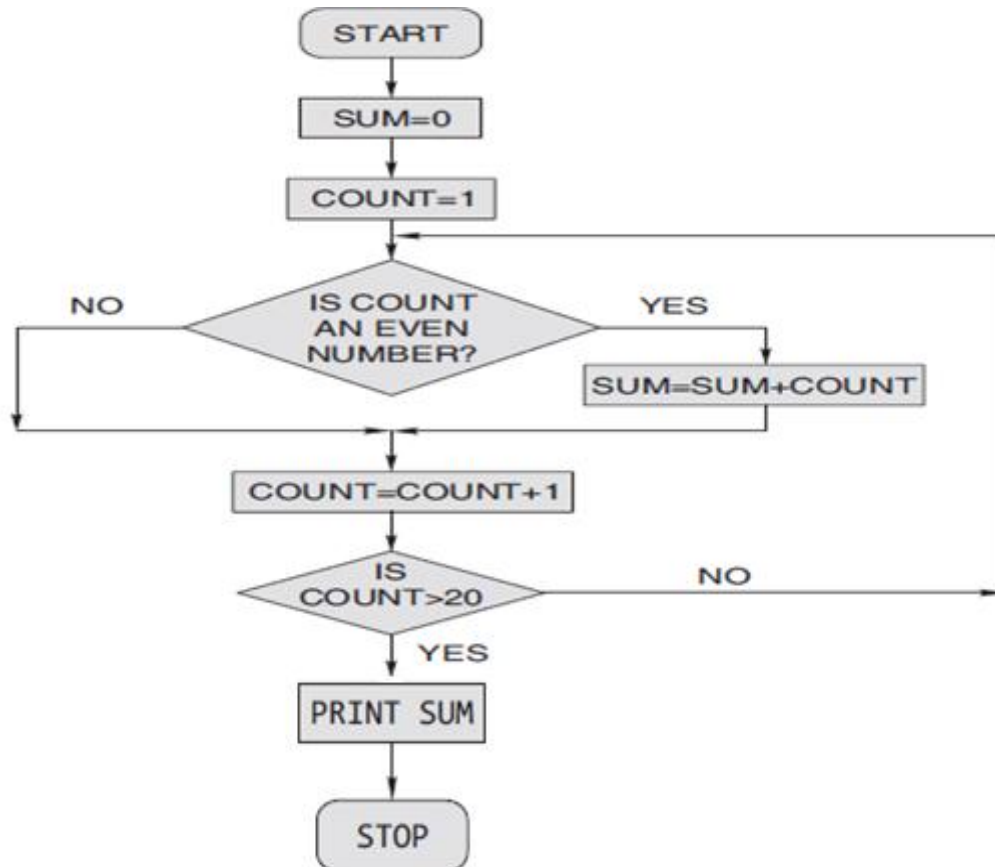 START
SUM=0
COUNT=1
NO
YES
IS COUNT
AN EVEN
NUMBER?
SUM=SUM+COUNT
COUNT=COUNT+1
IS
COUNT>20
NO
YES
PRINT SUM
STOP